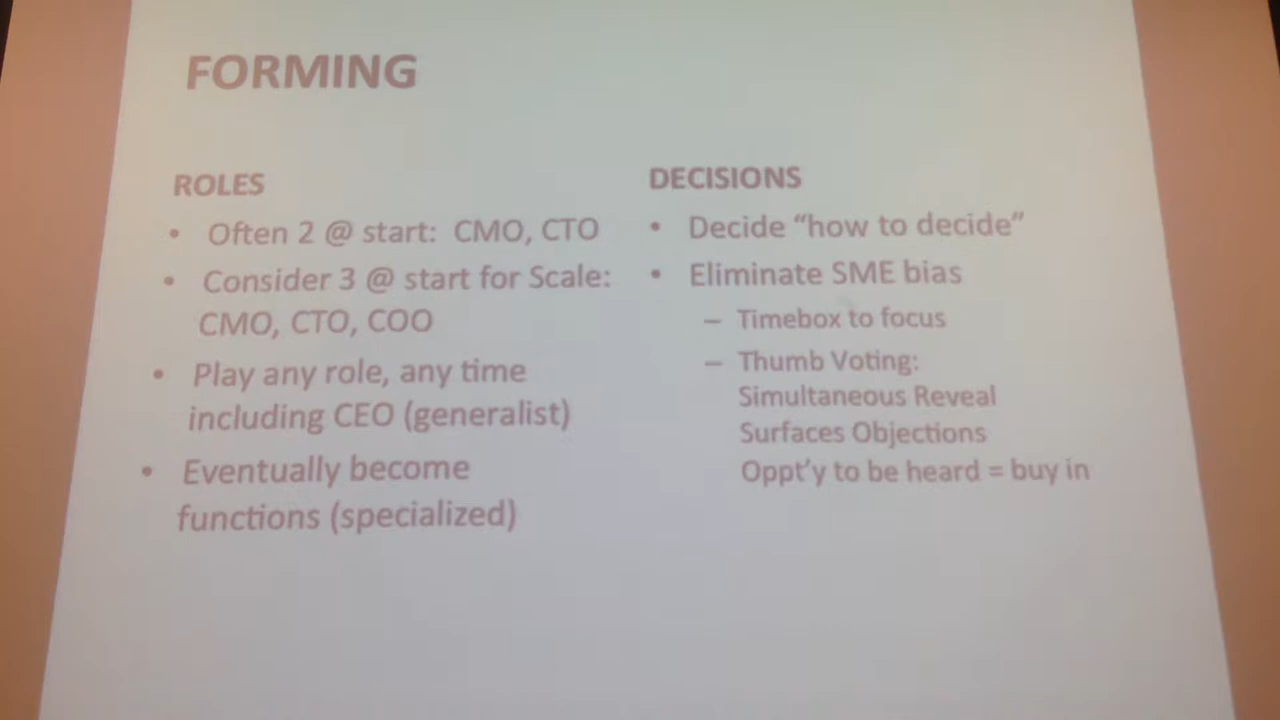 FORMING
ROLES
• Often 2 @ start: CMO, CTO
• Consider 3 @ start for Scale:
CMO, CTO, COO
• Play any role, any time
including CEO (generalist)
• Eventually become
functions (specialized)
DECISIONS
• Decide “how to decide”
• Eliminate SME bias
– Timebox to focus
– Thumb Voting:
Simultaneous Reveal
Surfaces Objections
Oppt’y to be heard = buy in